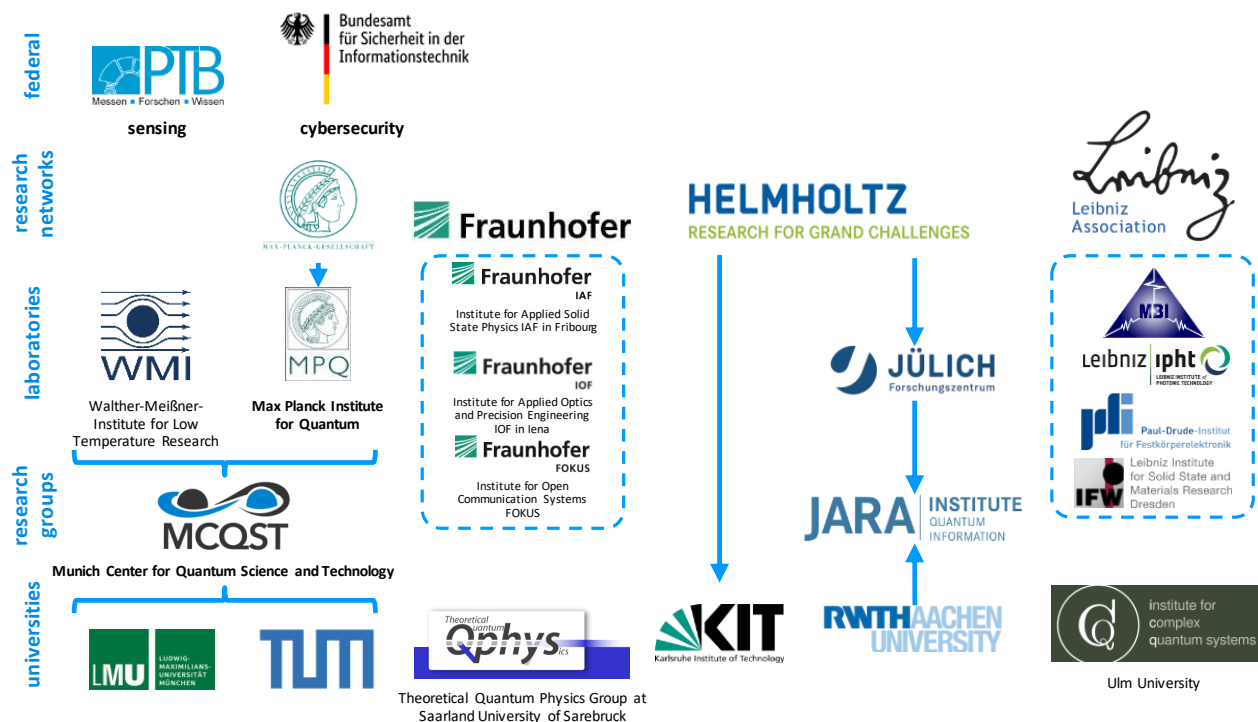 federal
PTB
Messen ▪ Forschen ▪ Wissen
sensing
Bundesamt
für Sicherheit in der
Informationstechnik
cybersecurity
research
networks
MAX-PLANCK-GESELLSCHAFT
Fraunhofer
HELMHOLTZ
RESEARCH FOR GRAND CHALLENGES
Leibniz
Leibniz
Association
laboratories
WMI
Walther-Meißner-
Institute for Low
Temperature Research
MPQ
Max Planck Institute
for Quantum
Fraunhofer
IAF
Institute for Applied Solid
State Physics IAF in Fribourg
Fraunhofer
IOF
Institute for Applied Optics
and Precision Engineering
IOF in Iena
Fraunhofer
FOKUS
Institute for Open
Communication Systems
FOKUS
JÜLICH
Forschungszentrum
MBI
LEIBNIZ ipht
LEIBNIZ INSTITUTE of
PHOTONIC TECHNOLOGY
pdi
Paul-Drude-Institut
für Festkörperelektronik
IFW
Leibniz Institute
for Solid State and
Materials Research
Dresden
research
groups
MCQST
Munich Center for Quantum Science and Technology
JARA
INSTITUTE
QUANTUM
INFORMATION
universities
LMU
LUDWIG-
MAXIMILIANS-
UNIVERSITÄT
MÜNCHEN
TUM
Theoretical
Quantum
Qphysics
Theoretical Quantum Physics Group at
Saarland University of Sarebruck
KIT
Karlsruhe Institute of Technology
RWTHAACHEN
UNIVERSITY
CQ
institute for
complex
quantum systems
Ulm University